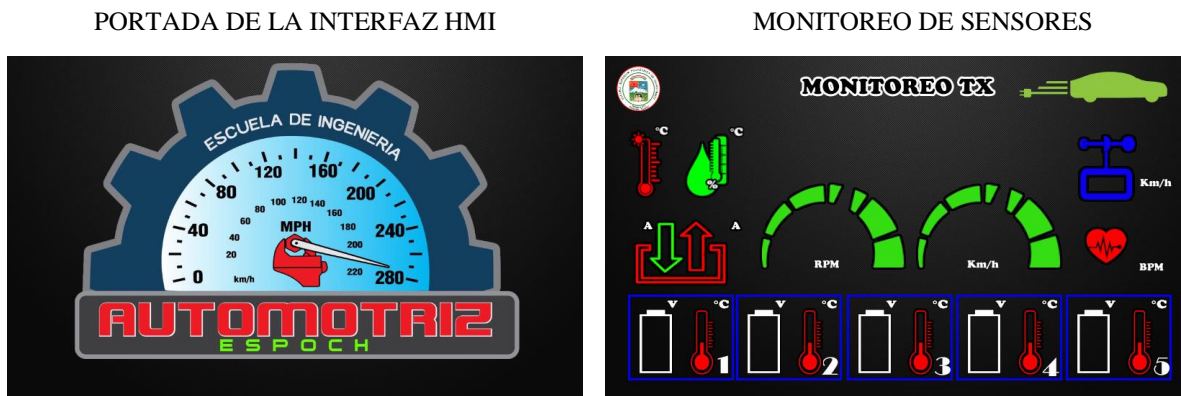 PORTADA DE LA INTERFAZ HMI
ESCUELA DE INGENIERIA
120 160
80 200
100 120 140
80 160
60 MPH 180
40 240
40 200
20 220
0 km/h 280
AUTOMOTRIZ
ESPOCH
MONITOREO DE SENSORES
MONITOREO TX
°C °C
%
Km/h
A A
RPM Km/h BPM
V °C V °C V °C V °C V °C
1 2 3 4 5